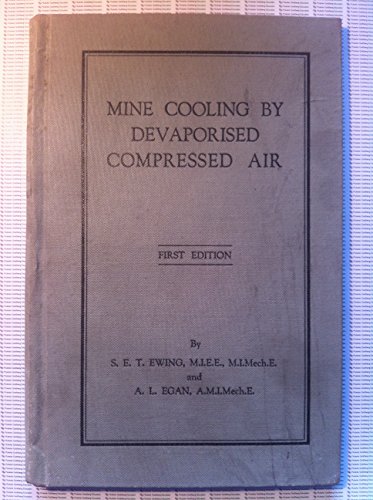 MINE COOLING BY
DEVAPORISED
COMPRESSED AIR
FIRST EDITION
By
S. E. T. EWING, M.I.E.E., M.I.Mech.E.
and
A. L. EGAN, A.M.I.Mech.E.